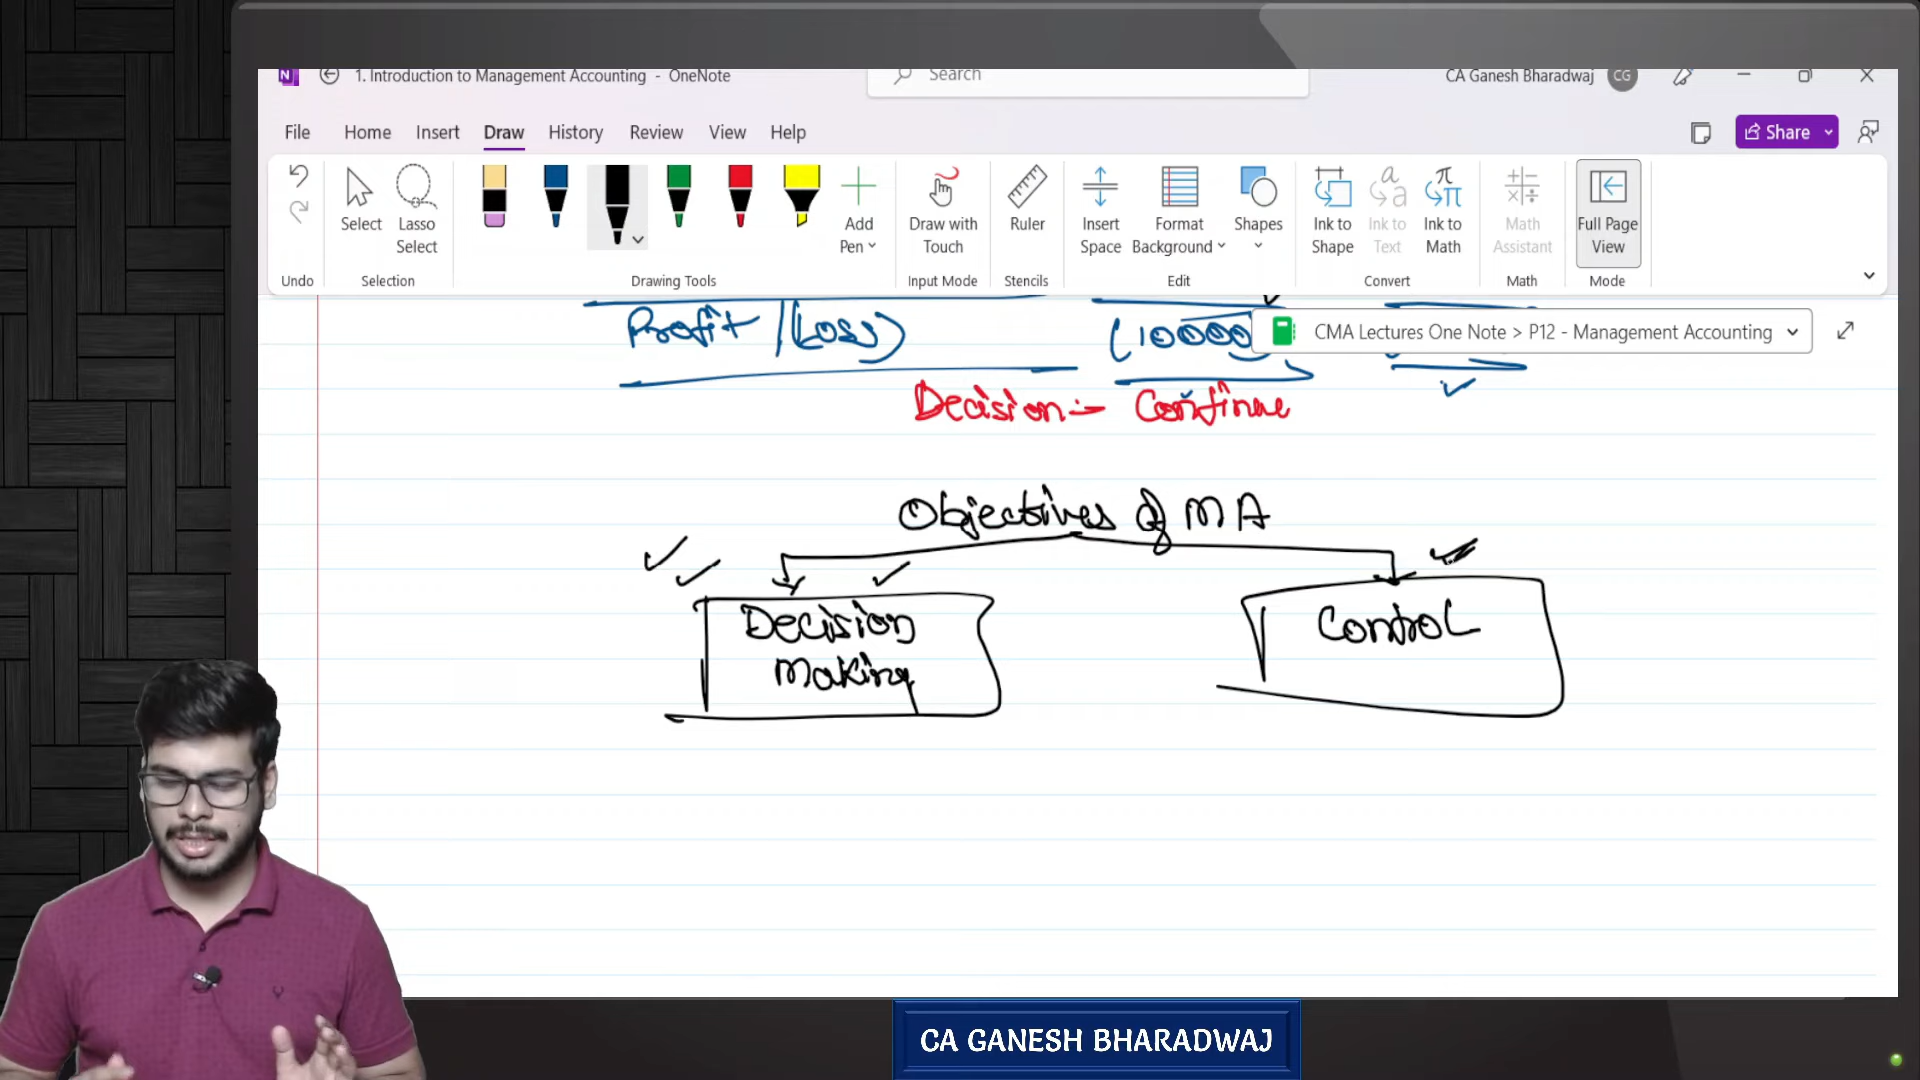 1. Introduction to Management Accounting - OneNote
Search
CA Ganesh Bharadwaj CG
File Home Insert Draw History Review View Help
Share
Undo
Select
Lasso Select
Selection
Drawing Tools
Add Pen
Draw with Touch
Input Mode
Ruler
Stencils
Insert Space
Format Background
Shapes
Edit
Ink to Shape
Ink to Text
Ink to Math
Convert
Math Assistant
Math
Full Page View
Mode
CMA Lectures One Note > P12 - Management Accounting
Profit / (Loss) (10000)
Decision :- Continue
Objectives of MA
Decision
Making
Control
CA GANESH BHARADWAJ